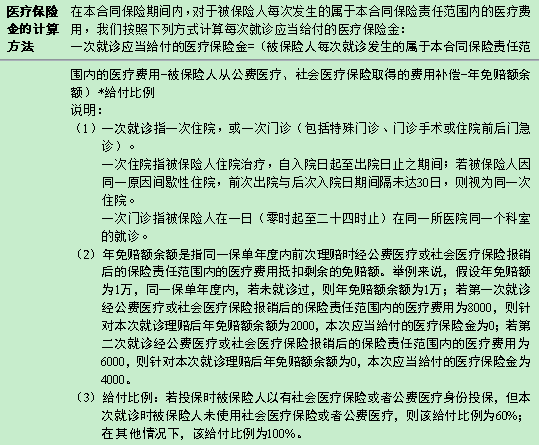 医疗保险金的计算方法
在本合同保险期间内，对于被保险人每次发生的属于本合同保险责任范围内的医疗费
用，我们按照下列方式计算每次就诊应当给付的医疗保险金：
一次就诊应当给付的医疗保险金=（被保险人每次就诊发生的属于本合同保险责任范
围内的医疗费用-被保险人从公费医疗、社会医疗保险取得的费用补偿-年免赔额余
额）*给付比例
说明：
（1）一次就诊指一次住院，或一次门诊（包括特殊门诊、门诊手术或住院前后门急
诊）。
一次住院指被保险人住院治疗，自入院日起至出院日止之期间；若被保险人因
同一原因间歇性住院，前次出院与后次入院日期间隔未达30日，则视为同一次
住院。
一次门诊指被保险人在一日（零时起至二十四时止）在同一所医院同一个科室
的就诊。
（2）年免赔额余额是指同一保单年度内前次理赔时经公费医疗或社会医疗保险报销
后的保险责任范围内的医疗费用抵扣剩余的免赔额。举例来说，假设年免赔额
为1万，同一保单年度内，若未就诊过，则年免赔额余额为1万；若第一次就诊
经公费医疗或社会医疗保险报销后的保险责任范围内的医疗费用为8000，则针
对本次就诊理赔后年免赔额余额为2000，本次应当给付的医疗保险金为0；若第
二次就诊经公费医疗或社会医疗保险报销后的保险责任范围内的医疗费用为
6000，则针对本次就诊理赔后年免赔额余额为0，本次应当给付的医疗保险金为
4000。
（3）给付比例：若投保时被保险人以有社会医疗保险或者公费医疗身份投保，但本
次就诊时被保险人未使用社会医疗保险或者公费医疗，则该给付比例为60%；
在其他情况下，该给付比例为100%。